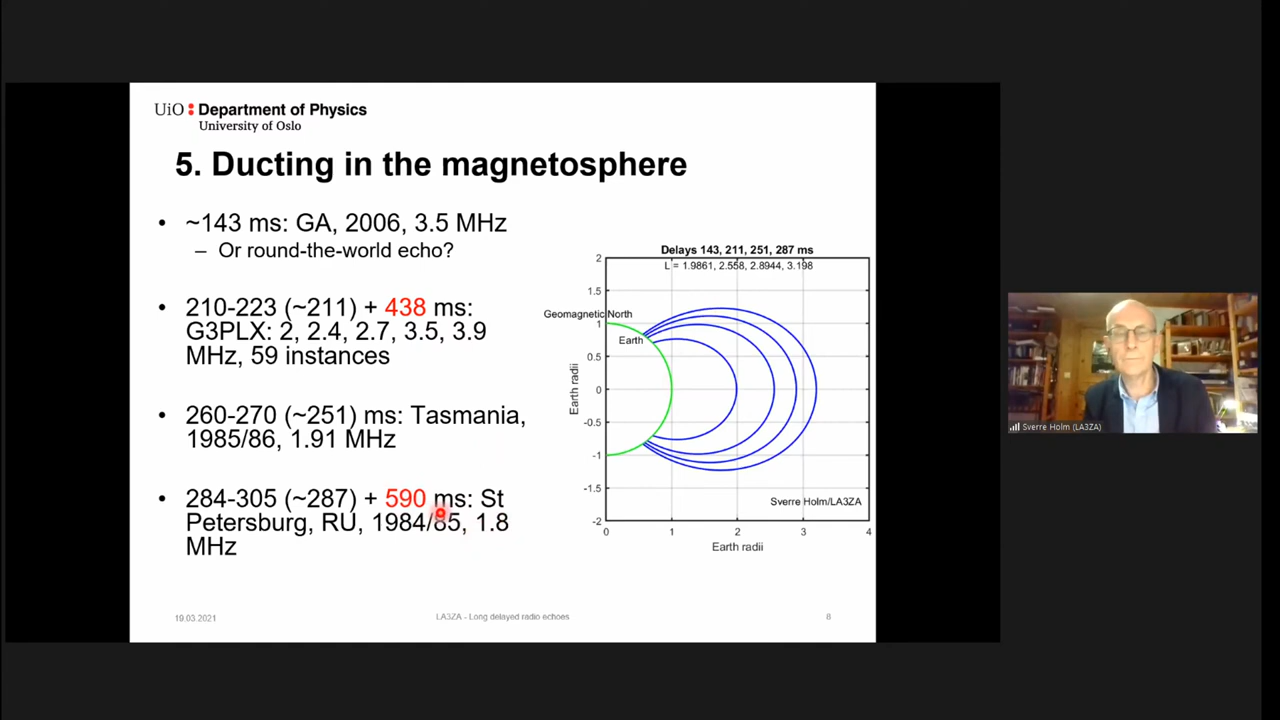 UiO : Department of Physics
University of Oslo
5. Ducting in the magnetosphere
• ~143 ms: GA, 2006, 3.5 MHz
– Or round-the-world echo?
• 210-223 (~211) + 438 ms:
G3PLX: 2, 2.4, 2.7, 3.5, 3.9
MHz, 59 instances
• 260-270 (~251) ms: Tasmania,
1985/86, 1.91 MHz
• 284-305 (~287) + 590 ms: St
Petersburg, RU, 1984/85, 1.8
MHz
Delays 143, 211, 251, 287 ms
L = 1.9861, 2.558, 2.8944, 3.198
Geomagnetic North
Earth
Earth radii
2
1.5
1
0.5
0
-0.5
-1
-1.5
-2
Sverre Holm/LA3ZA
0 1 2 3 4
Earth radii
19.03.2021
LA3ZA - Long delayed radio echoes
8
Sverre Holm (LA3ZA)